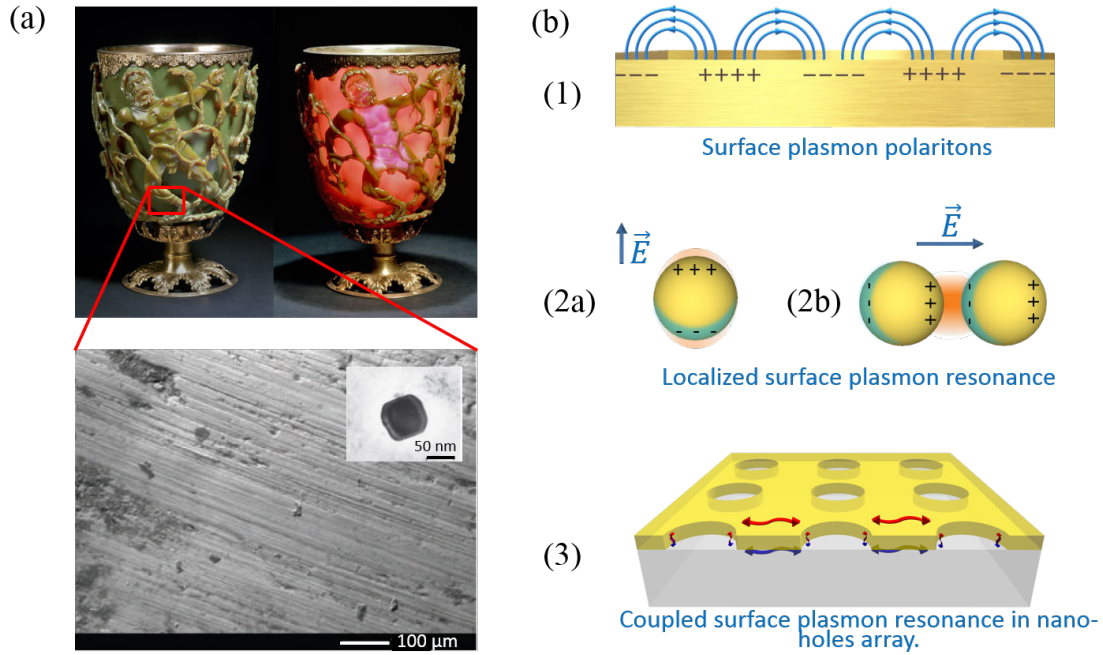 (a)
50 nm
100 µm
(b)
− − − −
+ + + +
− − − −
+ + + +
− − − −
(1)
Surface plasmon polaritons
E⃗
E⃗
(2a)
+ + +
- - -
(2b)
-
-
-
+
+
+
-
-
-
+
+
+
Localized surface plasmon resonance
(3)
Coupled surface plasmon resonance in nano-
holes array.